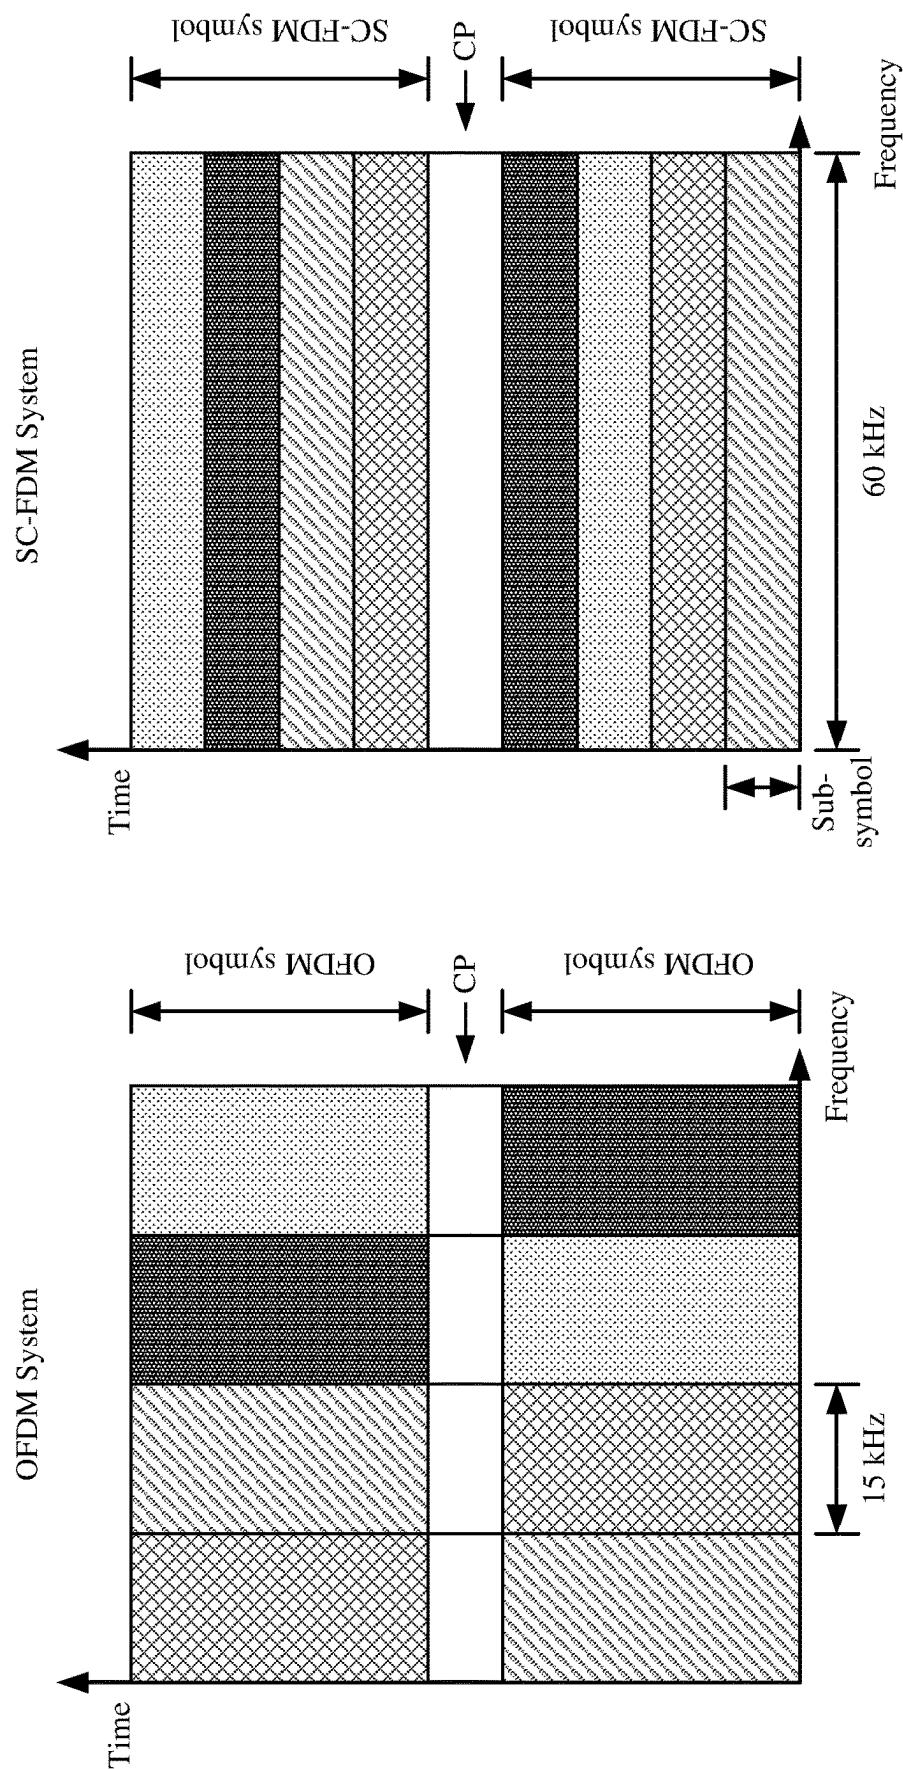 OFDM System
Time
OFDM symbol
CP
OFDM symbol
Frequency
15 kHz
SC-FDM System
Time
SC-FDM symbol
CP
SC-FDM symbol
Frequency
Sub-
symbol
60 kHz